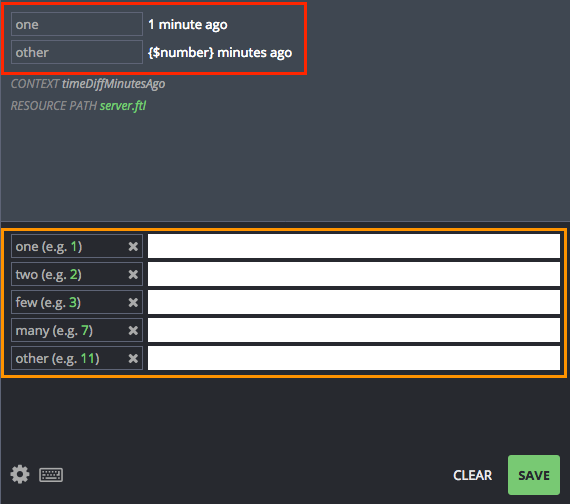 one 1 minute ago
other {$number} minutes ago
CONTEXT timeDiffMinutesAgo
RESOURCE PATH server.ftl
one (e.g. 1)
two (e.g. 2)
few (e.g. 3)
many (e.g. 7)
other (e.g. 11)
CLEAR SAVE